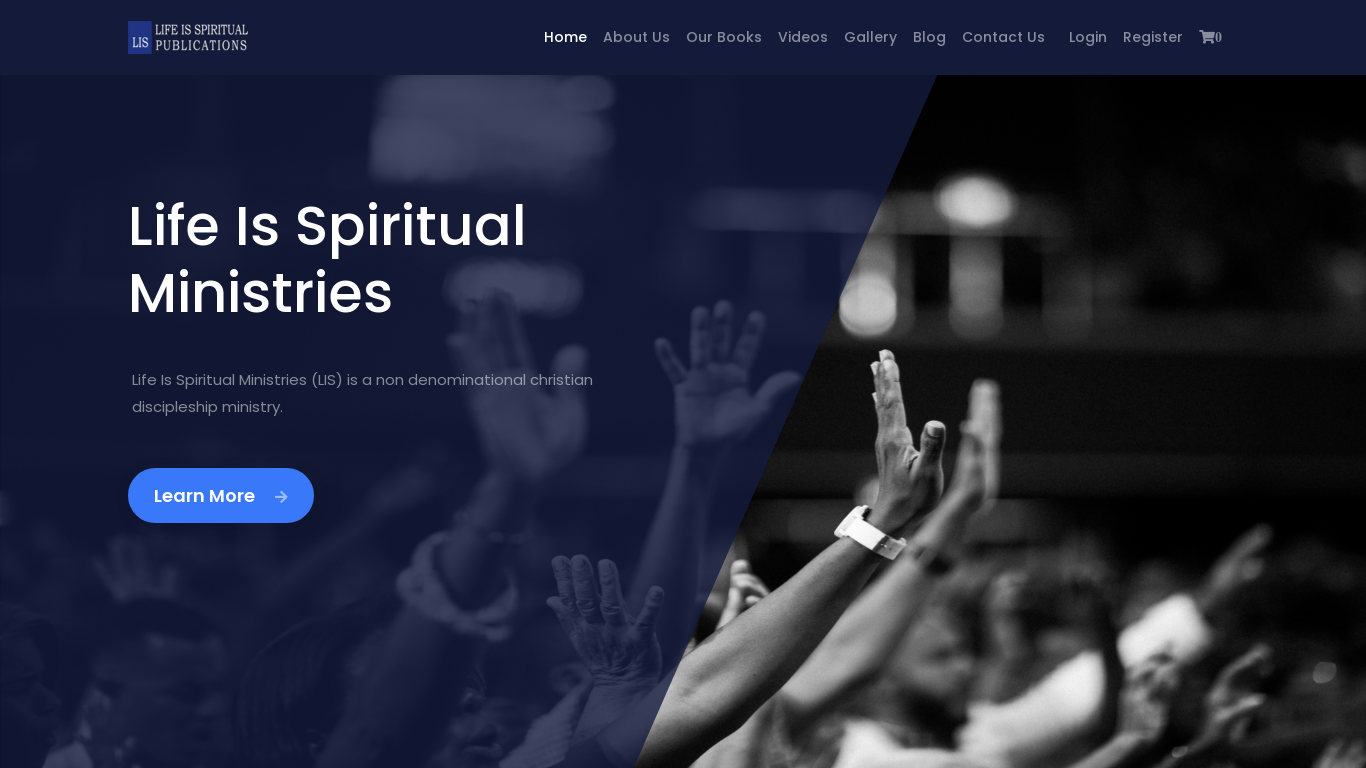 LIS LIFE IS SPIRITUAL
PUBLICATIONS
Home About Us Our Books Videos Gallery Blog Contact Us Login Register 0
Life Is Spiritual
Ministries
Life Is Spiritual Ministries (LIS) is a non denominational christian
discipleship ministry.
Learn More